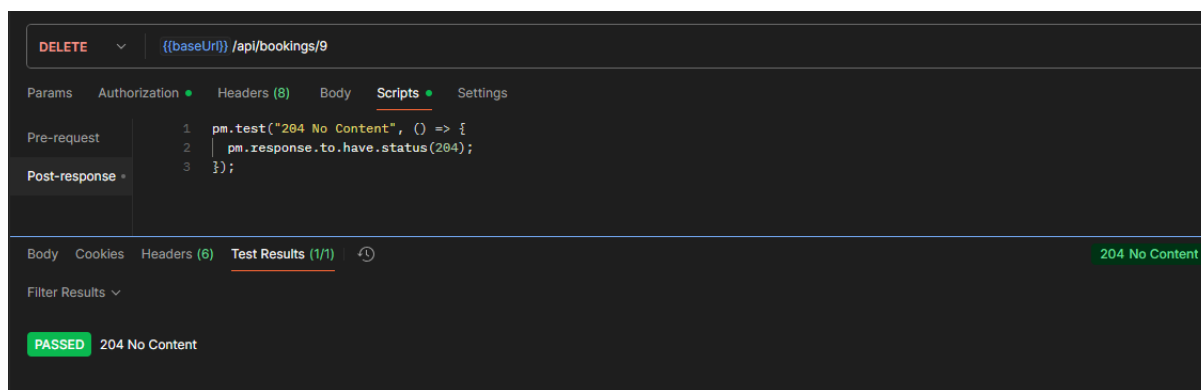 DELETE {{baseUrl}} /api/bookings/9
Params Authorization Headers (8) Body Scripts Settings
Pre-request
Post-response
1 pm.test("204 No Content", () => {
2 pm.response.to.have.status(204);
3 });
Body Cookies Headers (6) Test Results (1/1) 204 No Content
Filter Results
PASSED 204 No Content